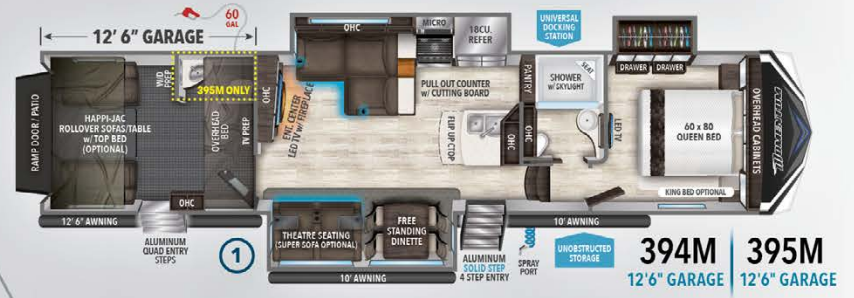 60
GAL
12' 6" GARAGE
OHC
MICRO
18CU.
REFER
UNIVERSAL
DOCKING
STATION
DRAWER
DRAWER
W/D
PREP
395M ONLY
OHC
ENT. CENTER
LED TV w/ FIREPLACE
PULL OUT COUNTER
w/ CUTTING BOARD
PANTRY
SEAT
SHOWER
w/ SKYLIGHT
RAMP DOOR / PATIO
HAPPI-JAC
ROLLOVER SOFAS/TABLE
w/ TOP BED
(OPTIONAL)
OVERHEAD
BED
TV PREP
FLIP UP CTOP
OHC
OHC
LED TV
60 x 80
QUEEN BED
OVERHEAD CABINETS
MOMENTUM
KING BED OPTIONAL
OHC
12' 6" AWNING
THEATRE SEATING
(SUPER SOFA OPTIONAL)
FREE
STANDING
DINETTE
10' AWNING
ALUMINUM
QUAD ENTRY
STEPS
1
10' AWNING
ALUMINUM
SOLID STEP
4 STEP ENTRY
SPRAY
PORT
UNOBSTRUCTED
STORAGE
394M
12'6" GARAGE
395M
12'6" GARAGE